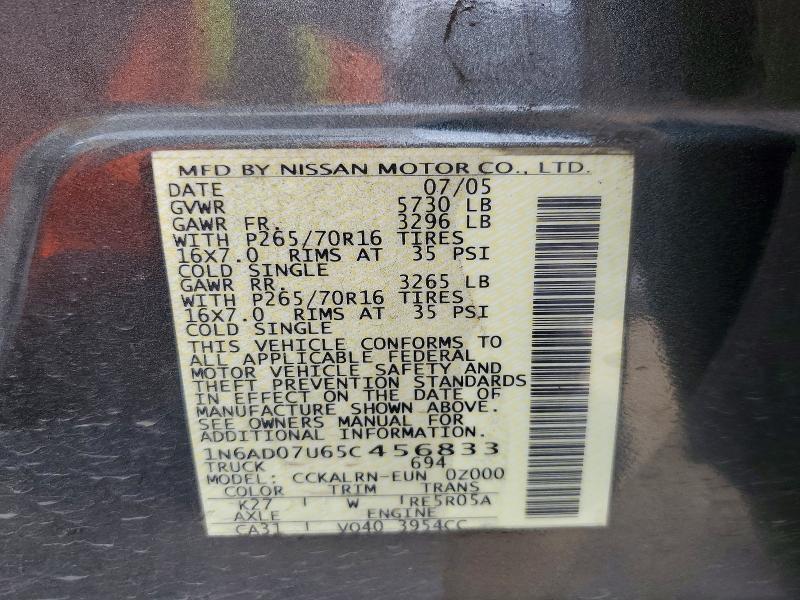 MFD BY NISSAN MOTOR CO., LTD.
DATE 07/05
GVWR 5730 LB
GAWR FR. 3296 LB
WITH P265/70R16 TIRES
16X7.0 RIMS AT 35 PSI
COLD SINGLE
GAWR RR. 3265 LB
WITH P265/70R16 TIRES
16X7.0 RIMS AT 35 PSI
COLD SINGLE
THIS VEHICLE CONFORMS TO
ALL APPLICABLE FEDERAL
MOTOR VEHICLE SAFETY AND
THEFT PREVENTION STANDARDS
IN EFFECT ON THE DATE OF
MANUFACTURE SHOWN ABOVE.
SEE OWNERS MANUAL FOR
ADDITIONAL INFORMATION.
1N6AD07U65C456833
TRUCK 694
MODEL: CCKALRN-EUN 0Z000
COLOR TRIM TRANS
K27 W RE5R05A
AXLE ENGINE
CA31 VQ40 3954CC